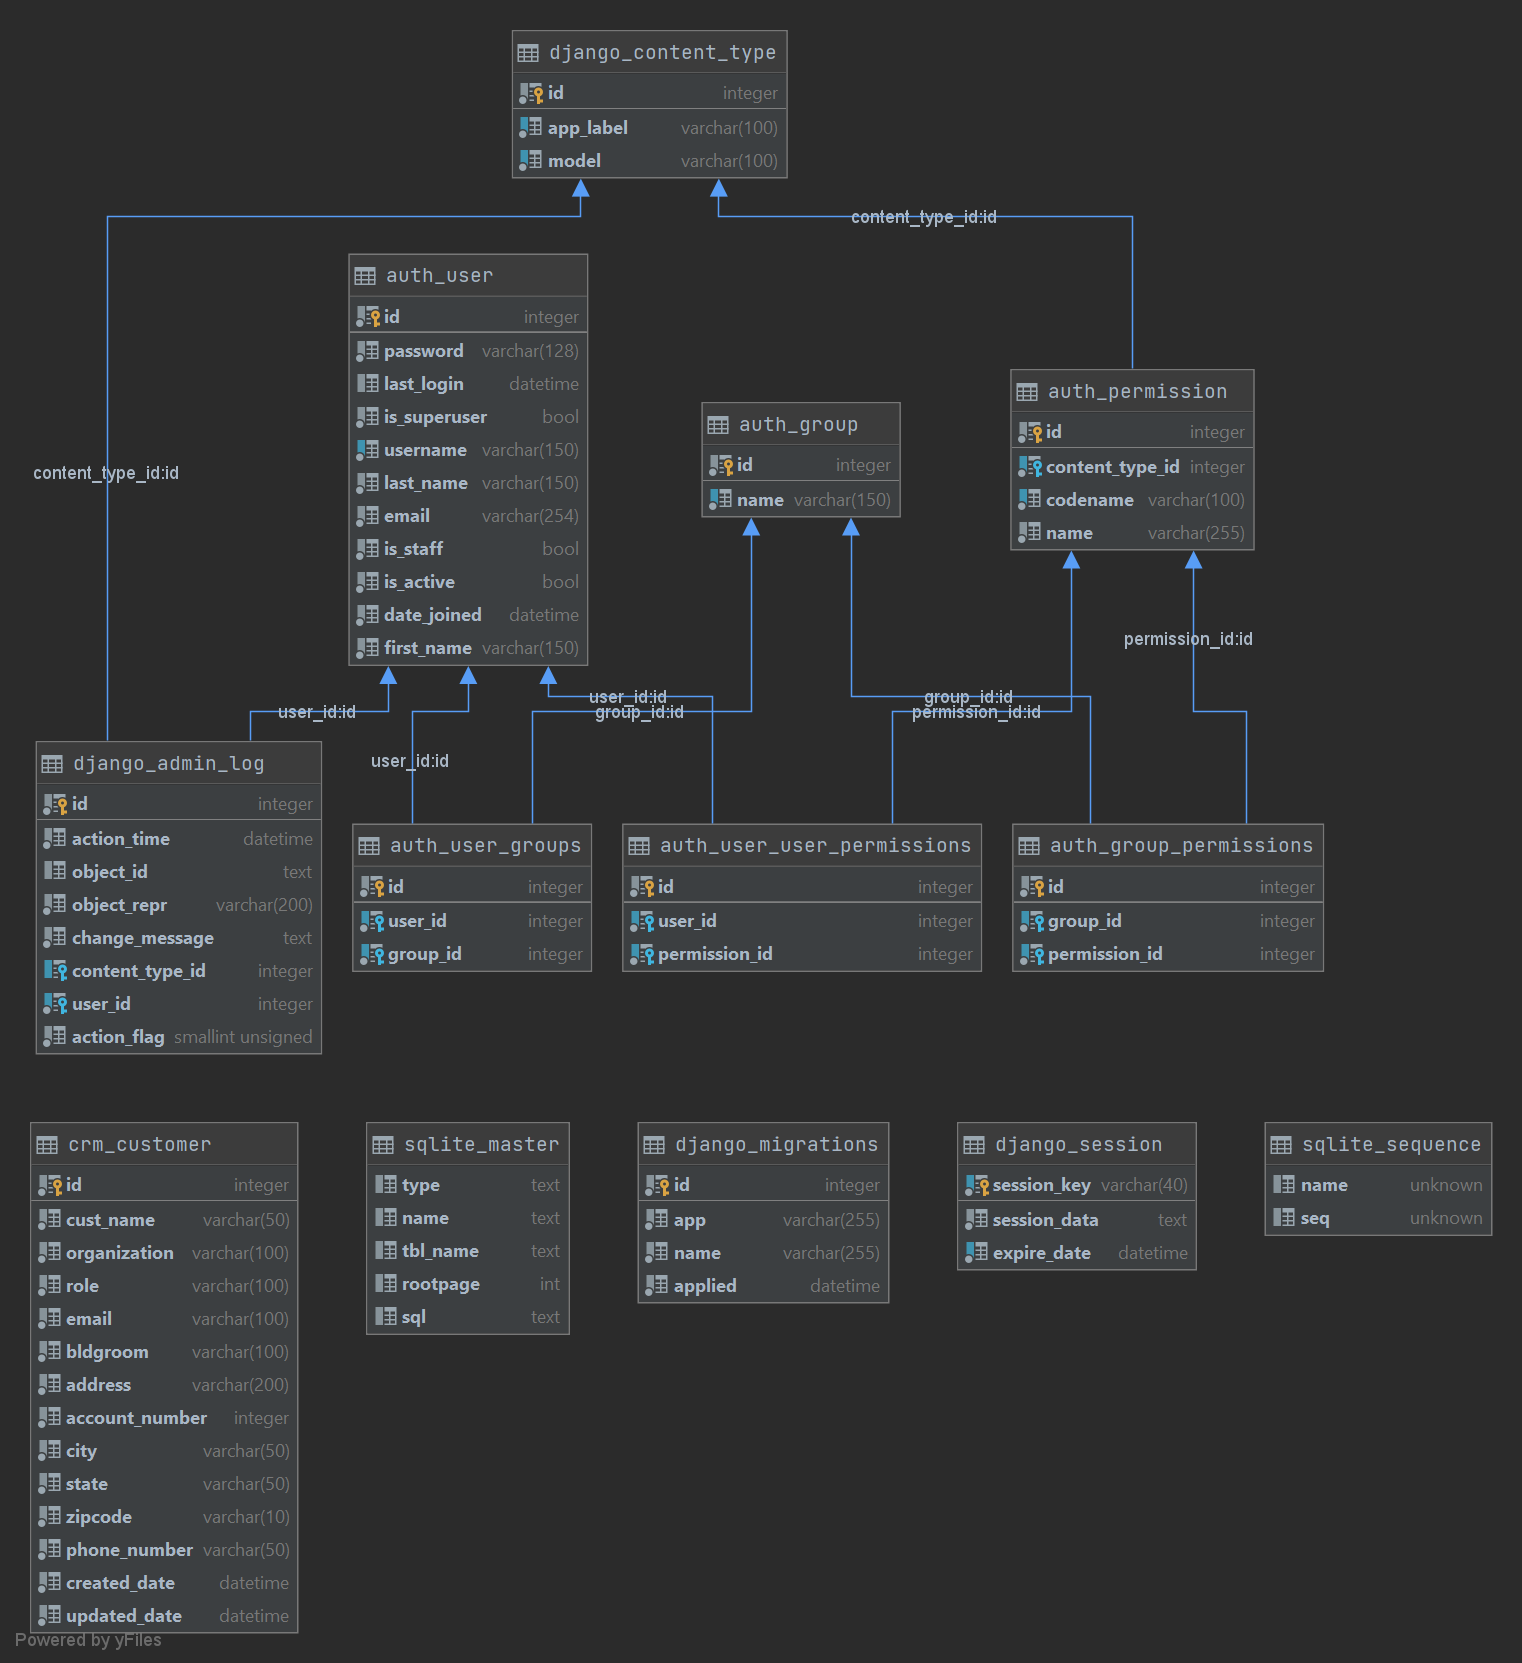 django_content_type
id integer
app_label varchar(100)
model varchar(100)
content_type_id:id
auth_user
id integer
password varchar(128)
last_login datetime
is_superuser bool
username varchar(150)
last_name varchar(150)
email varchar(254)
is_staff bool
is_active bool
date_joined datetime
first_name varchar(150)
auth_group
id integer
name varchar(150)
auth_permission
id integer
content_type_id integer
codename varchar(100)
name varchar(255)
content_type_id:id
permission_id:id
user_id:id
group_id:id
user_id:id
group_id:id
permission_id:id
user_id:id
django_admin_log
id integer
action_time datetime
object_id text
object_repr varchar(200)
change_message text
content_type_id integer
user_id integer
action_flag smallint unsigned
auth_user_groups
id integer
user_id integer
group_id integer
auth_user_user_permissions
id integer
user_id integer
permission_id integer
auth_group_permissions
id integer
group_id integer
permission_id integer
crm_customer
id integer
cust_name varchar(50)
organization varchar(100)
role varchar(100)
email varchar(100)
bldgroom varchar(100)
address varchar(200)
account_number integer
city varchar(50)
state varchar(50)
zipcode varchar(10)
phone_number varchar(50)
created_date datetime
updated_date datetime
sqlite_master
type text
name text
tbl_name text
rootpage int
sql text
django_migrations
id integer
app varchar(255)
name varchar(255)
applied datetime
django_session
session_key varchar(40)
session_data text
expire_date datetime
sqlite_sequence
name unknown
seq unknown
Powered by yFiles